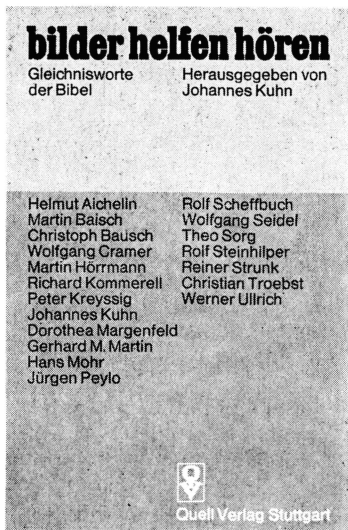 bilder helfen hören
Gleichnisworte
der Bibel
Herausgegeben von
Johannes Kuhn
Helmut Aichelin
Martin Baisch
Christoph Bausch
Wolfgang Cramer
Martin Hörrmann
Richard Kommerell
Peter Kreyssig
Johannes Kuhn
Dorothea Margenfeld
Gerhard M. Martin
Hans Mohr
Jürgen Peylo
Rolf Scheffbuch
Wolfgang Seidel
Theo Sorg
Rolf Steinhilper
Reiner Strunk
Christian Troebst
Werner Ullrich
Quell Verlag Stuttgart